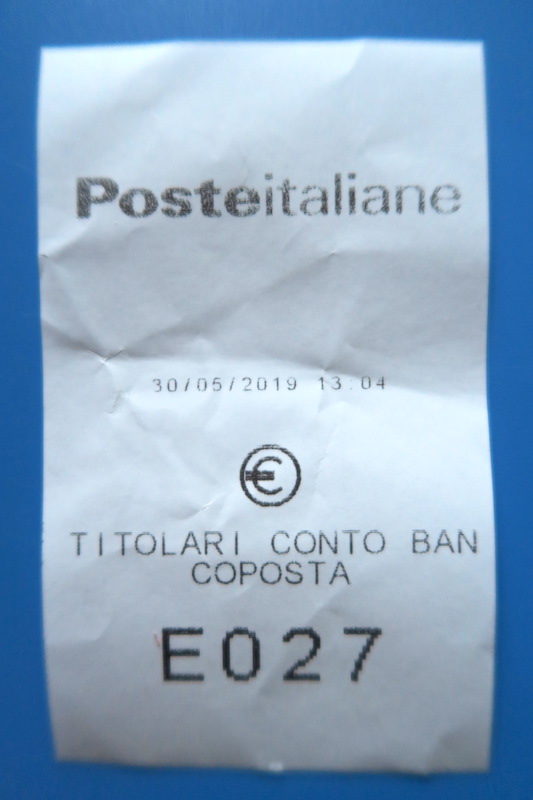 Posteitaliane
30/05/2019 13:04
€
TITOLARI CONTO BAN
COPOSTA
E027